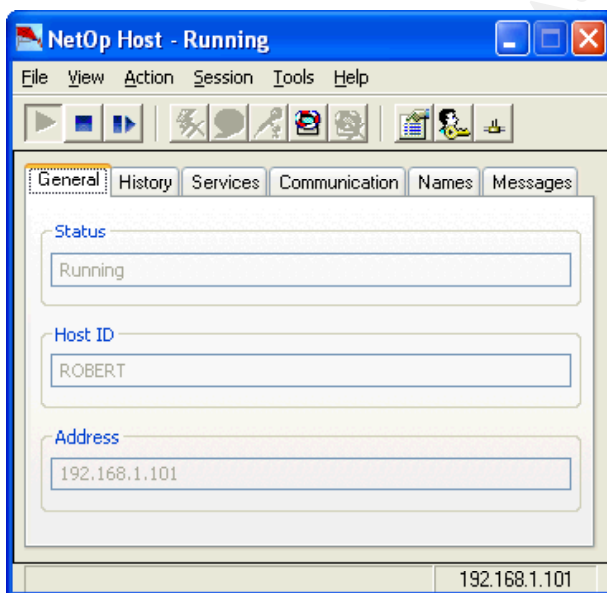 NetOp Host - Running
File View Action Session Tools Help
General History Services Communication Names Messages
Status
Running
Host ID
ROBERT
Address
192.168.1.101
192.168.1.101